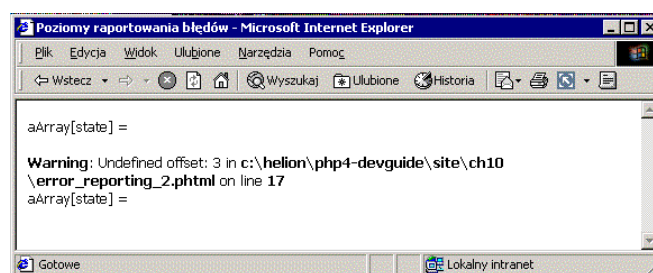 Poziomy raportowania błędów - Microsoft Internet Explorer
Plik Edycja Widok Ulubione Narzędzia Pomoc
Wstecz Wyszukaj Ulubione Historia
aArray[state] =
Warning: Undefined offset: 3 in c:\helion\php4-devguide\site\ch10
\error_reporting_2.phtml on line 17
aArray[state] =
Gotowe Lokalny intranet